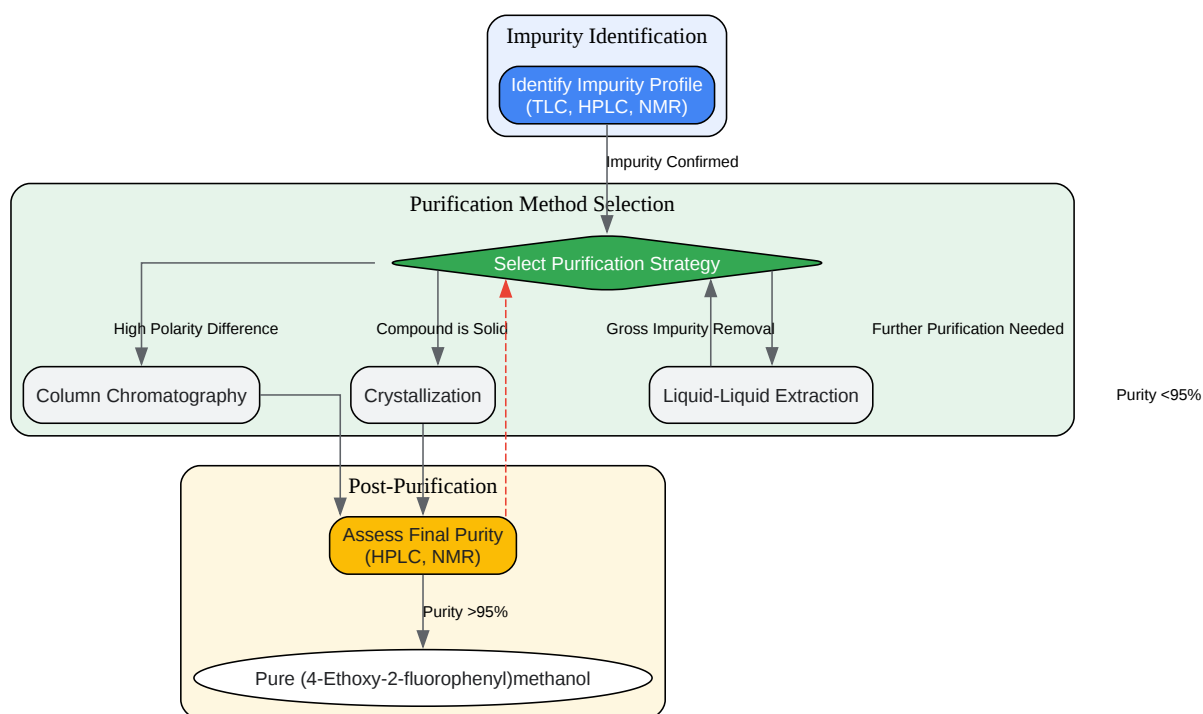 Impurity Identification
Identify Impurity Profile
(TLC, HPLC, NMR)
Impurity Confirmed
Purification Method Selection
Select Purification Strategy
High Polarity Difference
Compound is Solid
Gross Impurity Removal
Further Purification Needed
Column Chromatography
Crystallization
Liquid-Liquid Extraction
Purity <95%
Post-Purification
Assess Final Purity
(HPLC, NMR)
Purity >95%
Pure (4-Ethoxy-2-fluorophenyl)methanol